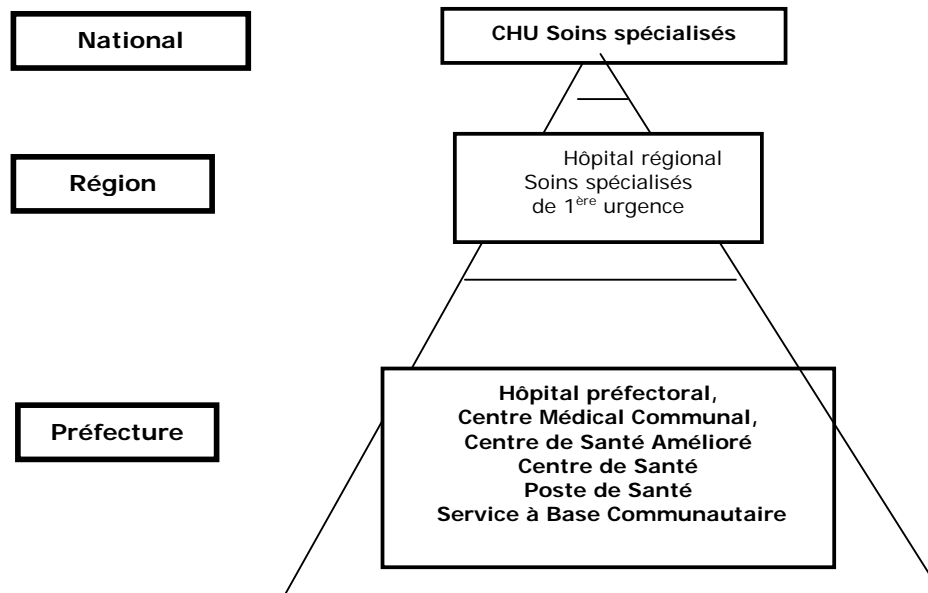 National
CHU Soins spécialisés
Région
Hôpital régional
Soins spécialisés
de 1ère urgence
Préfecture
Hôpital préfectoral,
Centre Médical Communal,
Centre de Santé Amélioré
Centre de Santé
Poste de Santé
Service à Base Communautaire